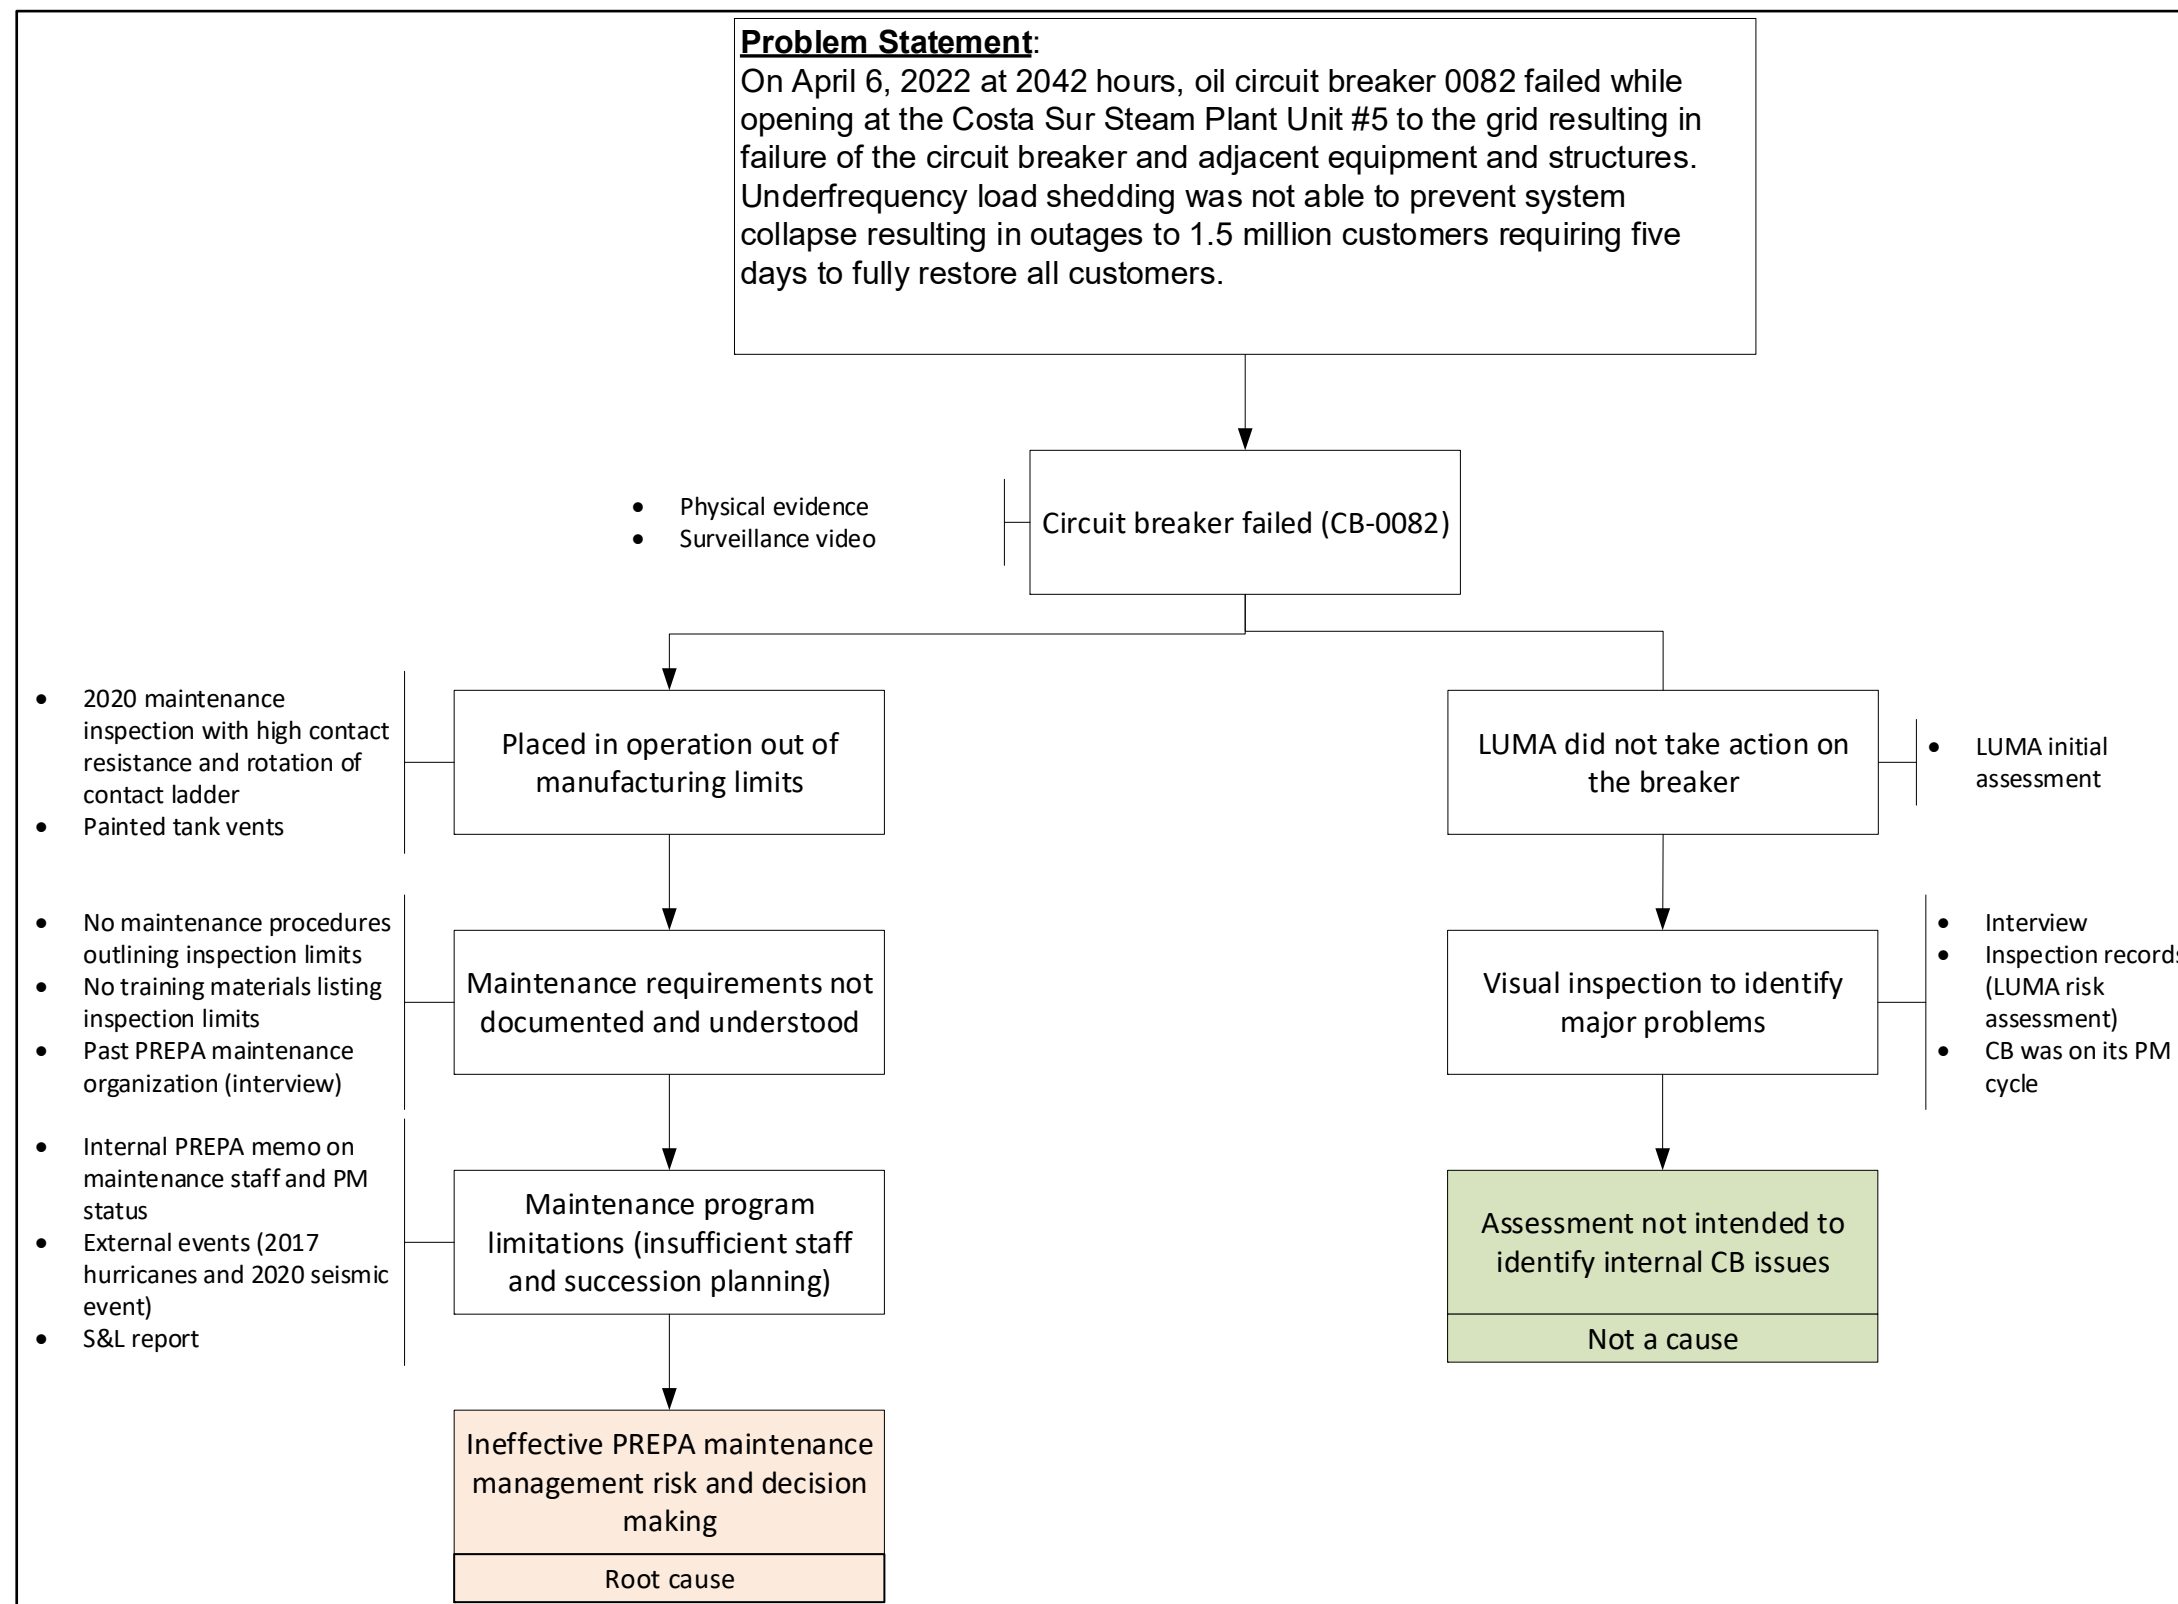 Problem Statement:
On April 6, 2022 at 2042 hours, oil circuit breaker 0082 failed while
opening at the Costa Sur Steam Plant Unit #5 to the grid resulting in
failure of the circuit breaker and adjacent equipment and structures.
Underfrequency load shedding was not able to prevent system
collapse resulting in outages to 1.5 million customers requiring five
days to fully restore all customers.
• Physical evidence
• Surveillance video
Circuit breaker failed (CB-0082)
• 2020 maintenance
inspection with high contact
resistance and rotation of
contact ladder
• Painted tank vents
Placed in operation out of
manufacturing limits
LUMA did not take action on
the breaker
• LUMA initial
assessment
• No maintenance procedures
outlining inspection limits
• No training materials listing
inspection limits
• Past PREPA maintenance
organization (interview)
Maintenance requirements not
documented and understood
Visual inspection to identify
major problems
• Interview
• Inspection records
(LUMA risk
assessment)
• CB was on its PM
cycle
• Internal PREPA memo on
maintenance staff and PM
status
• External events (2017
hurricanes and 2020 seismic
event)
• S&L report
Maintenance program
limitations (insufficient staff
and succession planning)
Assessment not intended to
identify internal CB issues
Not a cause
Ineffective PREPA maintenance
management risk and decision
making
Root cause